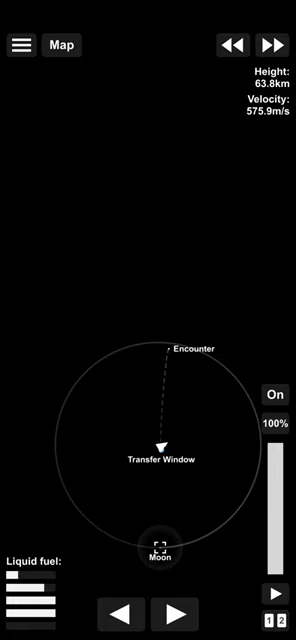 Map
Height:
63.8km
Velocity:
575.9m/s
Encounter
Transfer Window
Moon
On
100%
Liquid fuel:
1 2